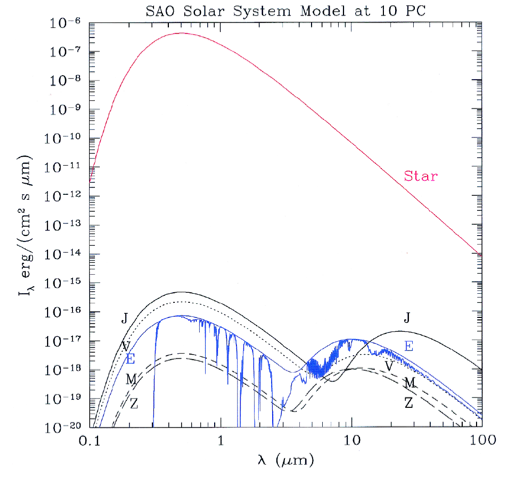 SAO Solar System Model at 10 PC
I_λ erg/(cm² s μm)
10⁻⁶
10⁻⁷
10⁻⁸
10⁻⁹
10⁻¹⁰
10⁻¹¹
10⁻¹²
10⁻¹³
10⁻¹⁴
10⁻¹⁵
10⁻¹⁶
10⁻¹⁷
10⁻¹⁸
10⁻¹⁹
10⁻²⁰
Star
J
V
E
M
Z
J
E
V
M
Z
0.1
1
10
100
λ (μm)